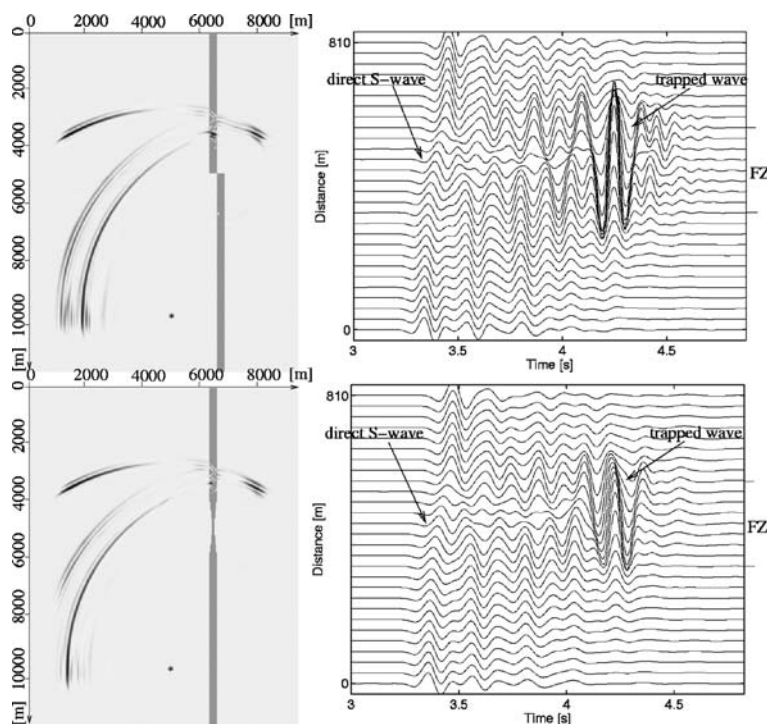 0 2000 4000 6000 8000 [m]
0
2000
4000
6000
8000
10000
[m]
810
direct S−wave
trapped wave
Distance [m]
FZ
0
3 3.5 4 4.5
Time [s]
0 2000 4000 6000 8000 [m]
0
2000
4000
6000
8000
10000
[m]
810
direct S−wave
trapped wave
Distance [m]
FZ
0
3 3.5 4 4.5
Time [s]